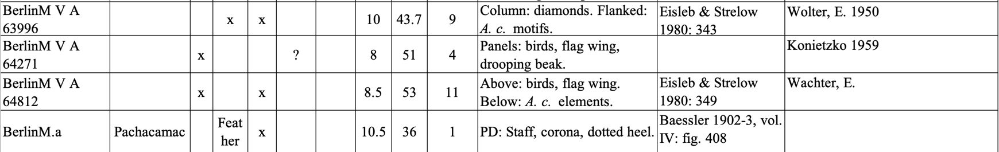 BerlinM V A 63996 x x 10 43.7 9 Column: diamonds. Flanked: A. c. motifs. Eisleb & Strelow 1980: 343 Wolter, E. 1950
BerlinM V A 64271 x ? 8 51 4 Panels: birds, flag wing, drooping beak. Konietzko 1959
BerlinM V A 64812 x x 8.5 53 11 Above: birds, flag wing. Below: A. c. elements. Eisleb & Strelow 1980: 349 Wachter, E.
BerlinM.a Pachacamac Feather x 10.5 36 1 PD: Staff, corona, dotted heel. Baessler 1902-3, vol. IV: fig. 408